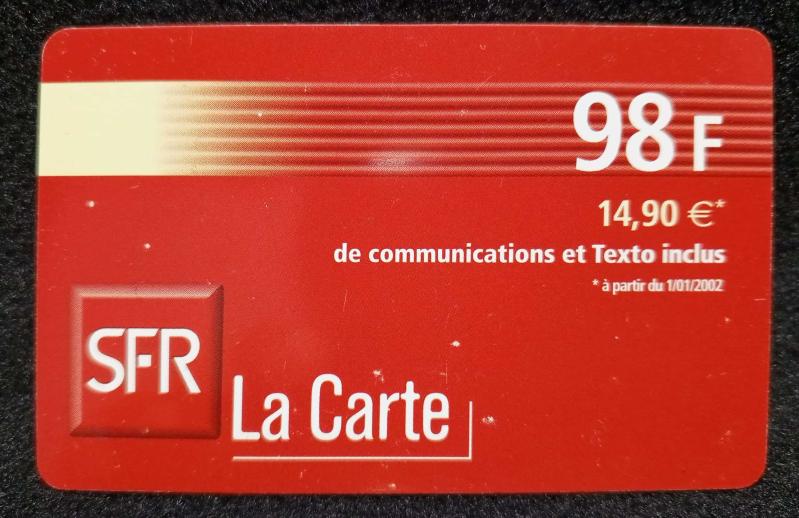 98 F
14,90 €*
de communications et Texto inclus
* à partir du 1/01/2002
SFR
La Carte